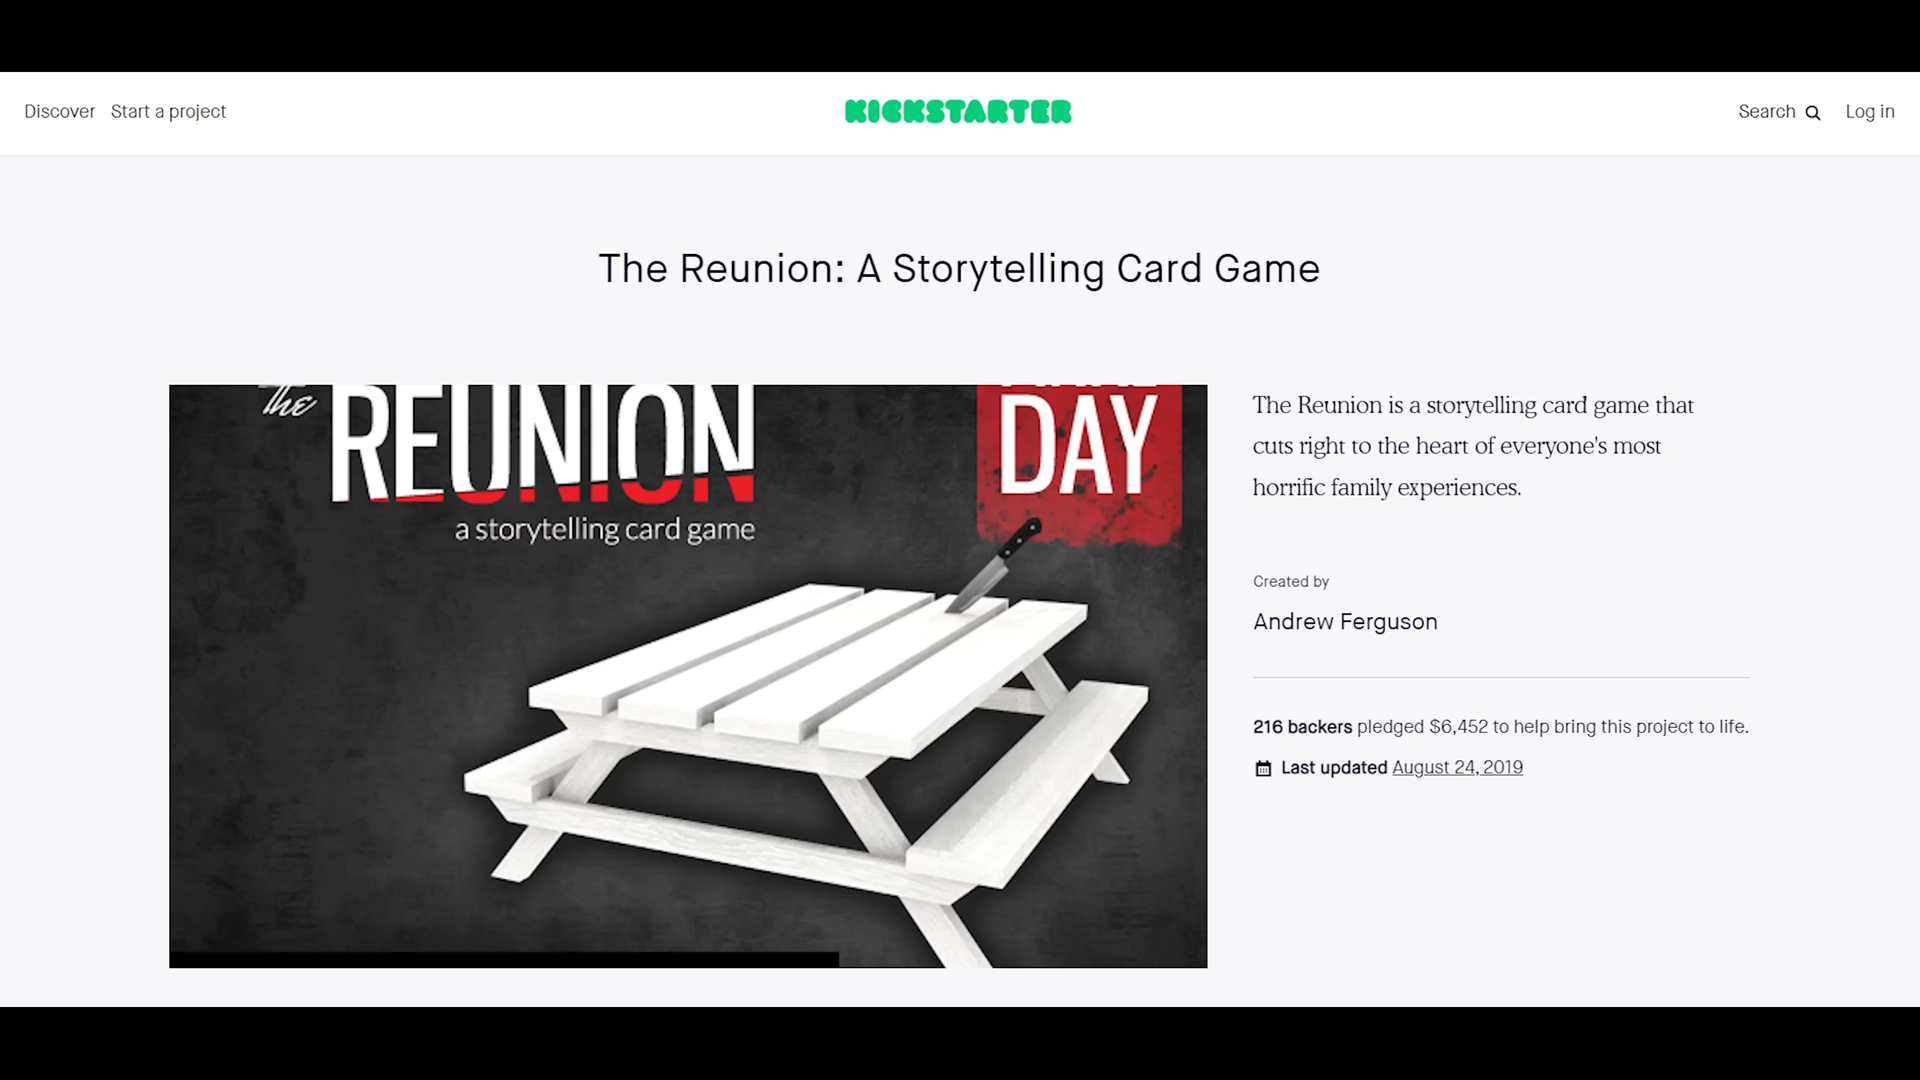 Discover Start a project KICKSTARTER Search Log in
The Reunion: A Storytelling Card Game
The REUNION
a storytelling card game
DAY
The Reunion is a storytelling card game that
cuts right to the heart of everyone's most
horrific family experiences.
Created by
Andrew Ferguson
216 backers pledged $6,452 to help bring this project to life.
Last updated August 24, 2019